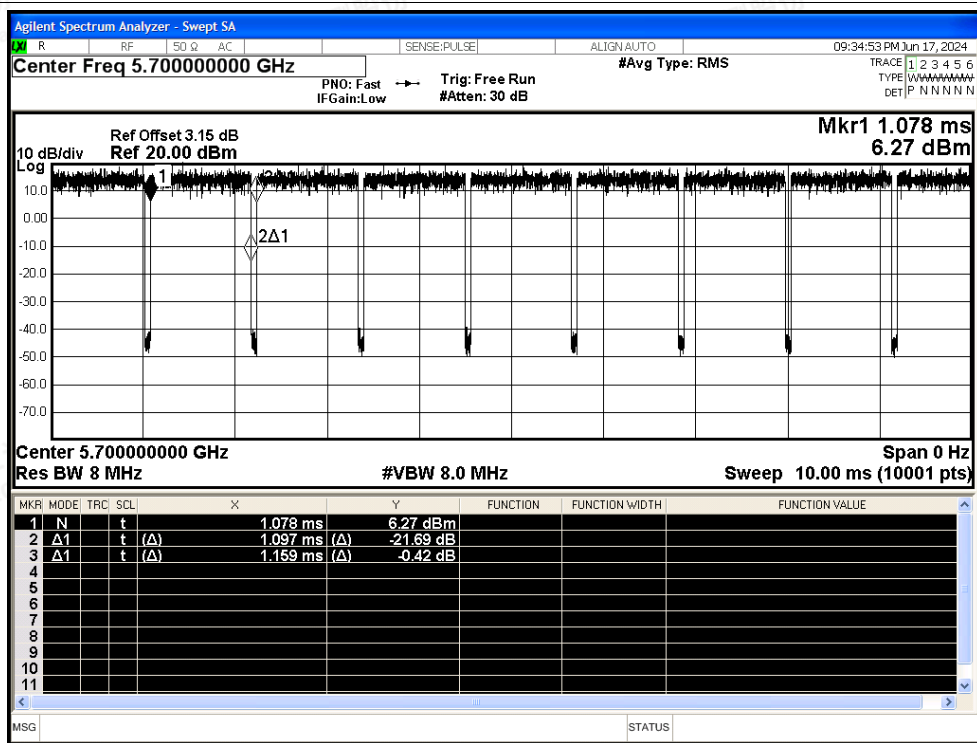 Agilent Spectrum Analyzer - Swept SA
LXI R RF 50 Ω AC SENSE:PULSE ALIGN AUTO 09:34:53 PM Jun 17, 2024
Center Freq 5.700000000 GHz #Avg Type: RMS TRACE 1 2 3 4 5 6
PNO: Fast Trig: Free Run TYPE WWWWWW
IFGain:Low #Atten: 30 dB DET P N N N N N
Mkr1 1.078 ms
Ref Offset 3.15 dB
10 dB/div Ref 20.00 dBm 6.27 dBm
Log
1
10.0
0.00
2Δ1
-10.0
-20.0
-30.0
-40.0
-50.0
-60.0
-70.0
Center 5.700000000 GHz Span 0 Hz
Res BW 8 MHz #VBW 8.0 MHz Sweep 10.00 ms (10001 pts)
MKR MODE TRC SCL X Y FUNCTION FUNCTION WIDTH FUNCTION VALUE
1 N t 1.078 ms 6.27 dBm
2 Δ1 t (Δ) 1.097 ms (Δ) -21.69 dB
3 Δ1 t (Δ) 1.159 ms (Δ) -0.42 dB
4
5
6
7
8
9
10
11
MSG STATUS